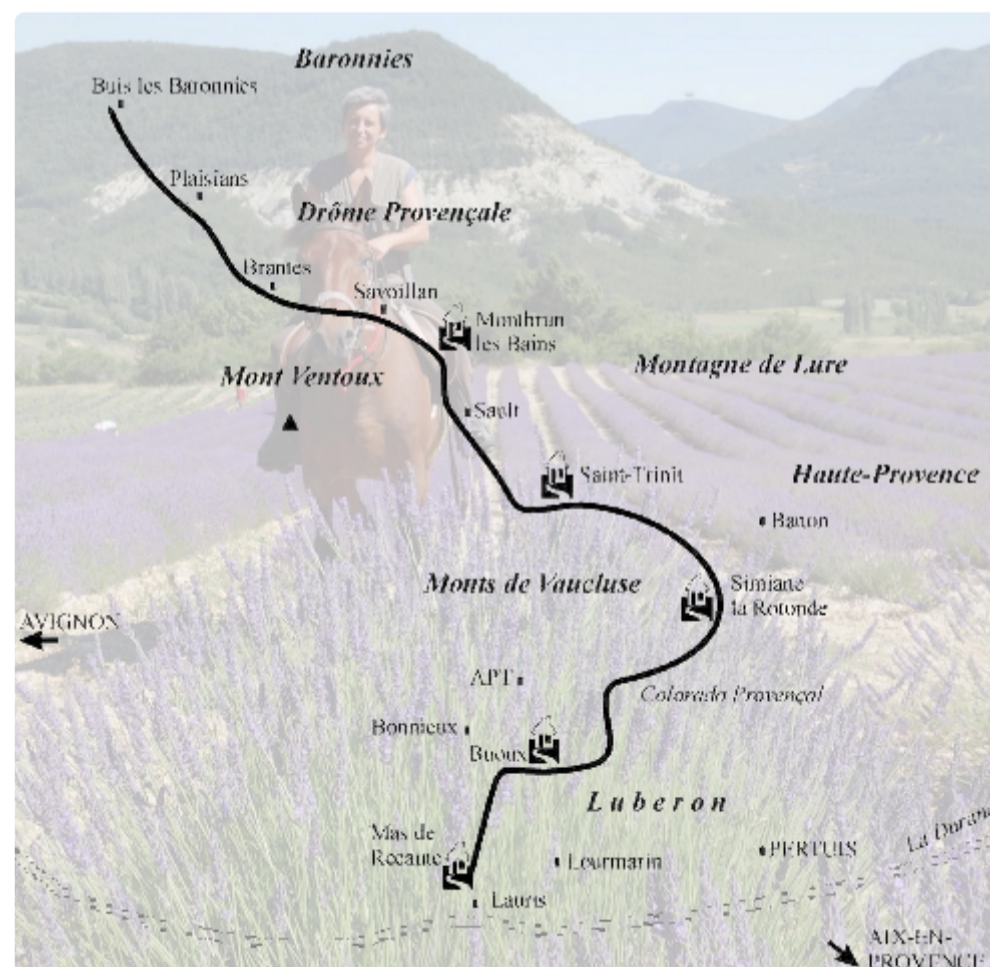 Baronnies
Buis les Baronnies
Plaisians
Drôme Provençale
Brantes
Savoillan
Montbrun
les Bains
Montagne de Lure
Mont Ventoux
Sault
Saint-Trinit
Haute-Provence
Banon
Monts de Vaucluse
Simiane
la Rotonde
AVIGNON
APT
Colorado Provençal
Bonnieux
Buoux
Luberon
Mas de
Recaute
Lourmarin
PERTUIS
La Duran
Lauris
AIX-EN-
PROVENCE